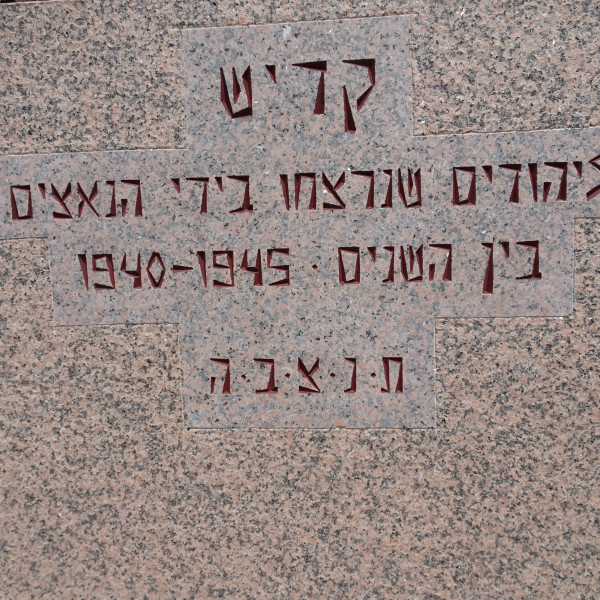 קדיש
ליהודים שנרצחו בידי הנאצים
בין השנים · 1940-1945
ת·נ·צ·ב·ה